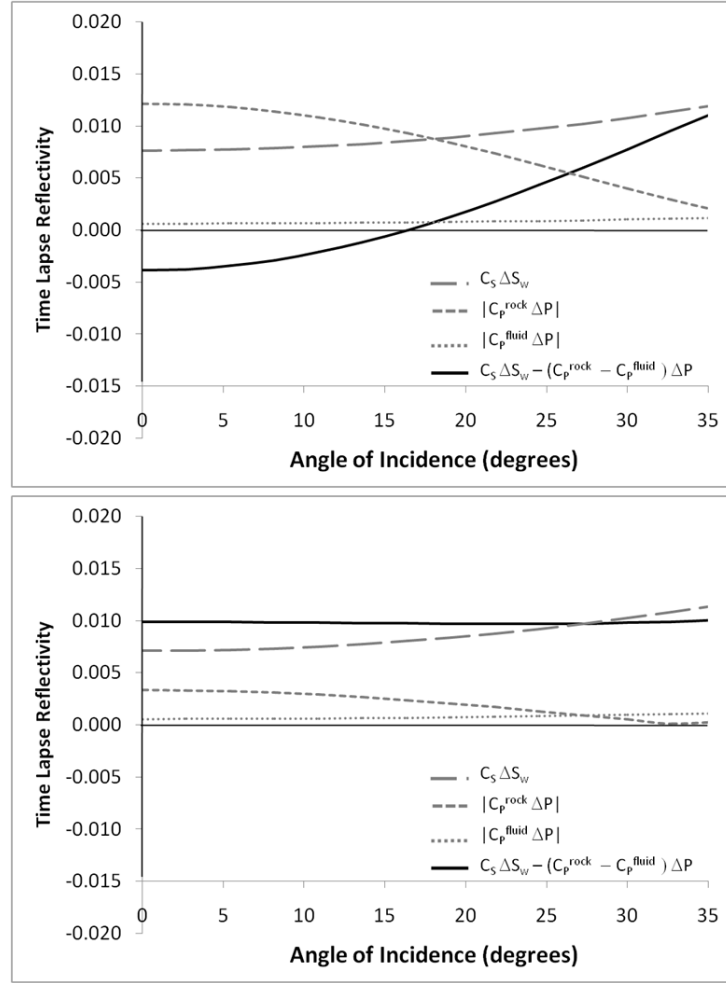 0.020
0.015
0.010
0.005
0.000
-0.005
-0.010
-0.015
-0.020
Time Lapse Reflectivity
C_S ΔS_W
|C_P^rock ΔP|
|C_P^fluid ΔP|
C_S ΔS_W – (C_P^rock – C_P^fluid ) ΔP
0 5 10 15 20 25 30 35
Angle of Incidence (degrees)
0.020
0.015
0.010
0.005
0.000
-0.005
-0.010
-0.015
-0.020
Time Lapse Reflectivity
C_S ΔS_W
|C_P^rock ΔP|
|C_P^fluid ΔP|
C_S ΔS_W – (C_P^rock – C_P^fluid ) ΔP
0 5 10 15 20 25 30 35
Angle of Incidence (degrees)